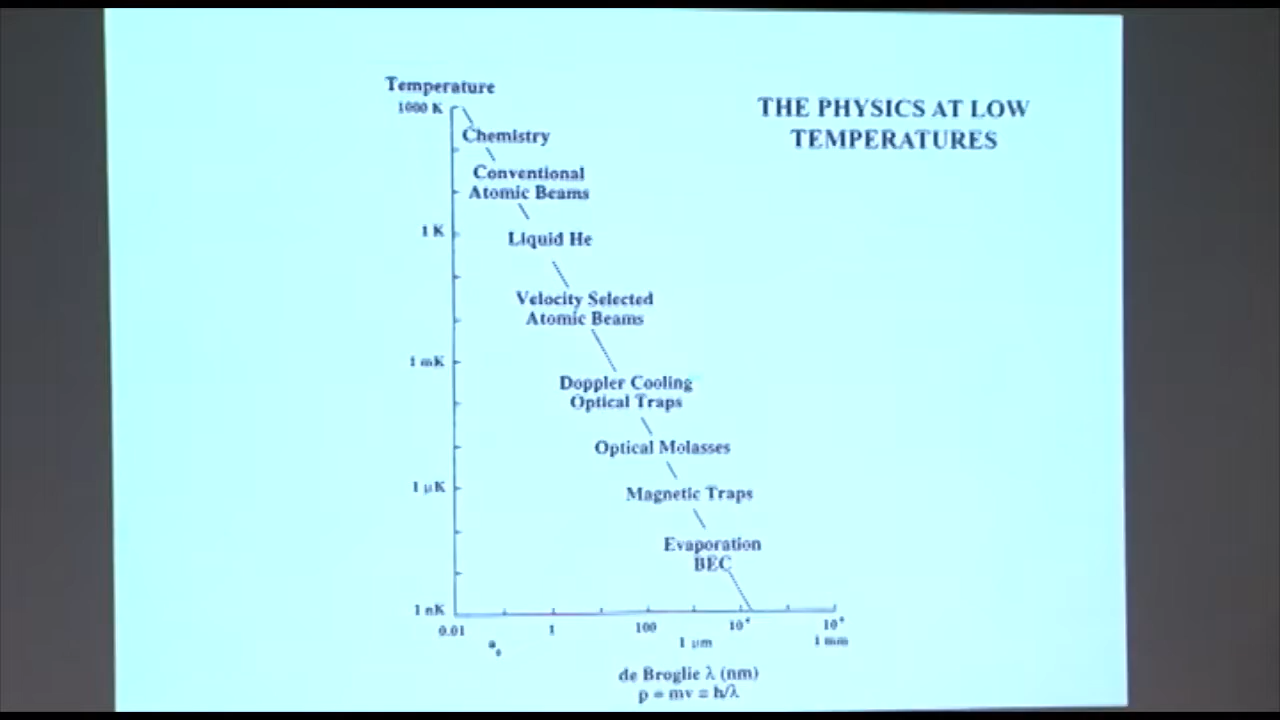 Temperature
THE PHYSICS AT LOW
TEMPERATURES
1000 K
Chemistry
Conventional
Atomic Beams
1 K
Liquid He
Velocity Selected
Atomic Beams
1 mK
Doppler Cooling
Optical Traps
Optical Molasses
1 μK
Magnetic Traps
Evaporation
BEC
1 nK
0.01
1
100
10⁴
10⁶
a₀
1 μm
1 mm
de Broglie λ (nm)
p = mv = h/λ